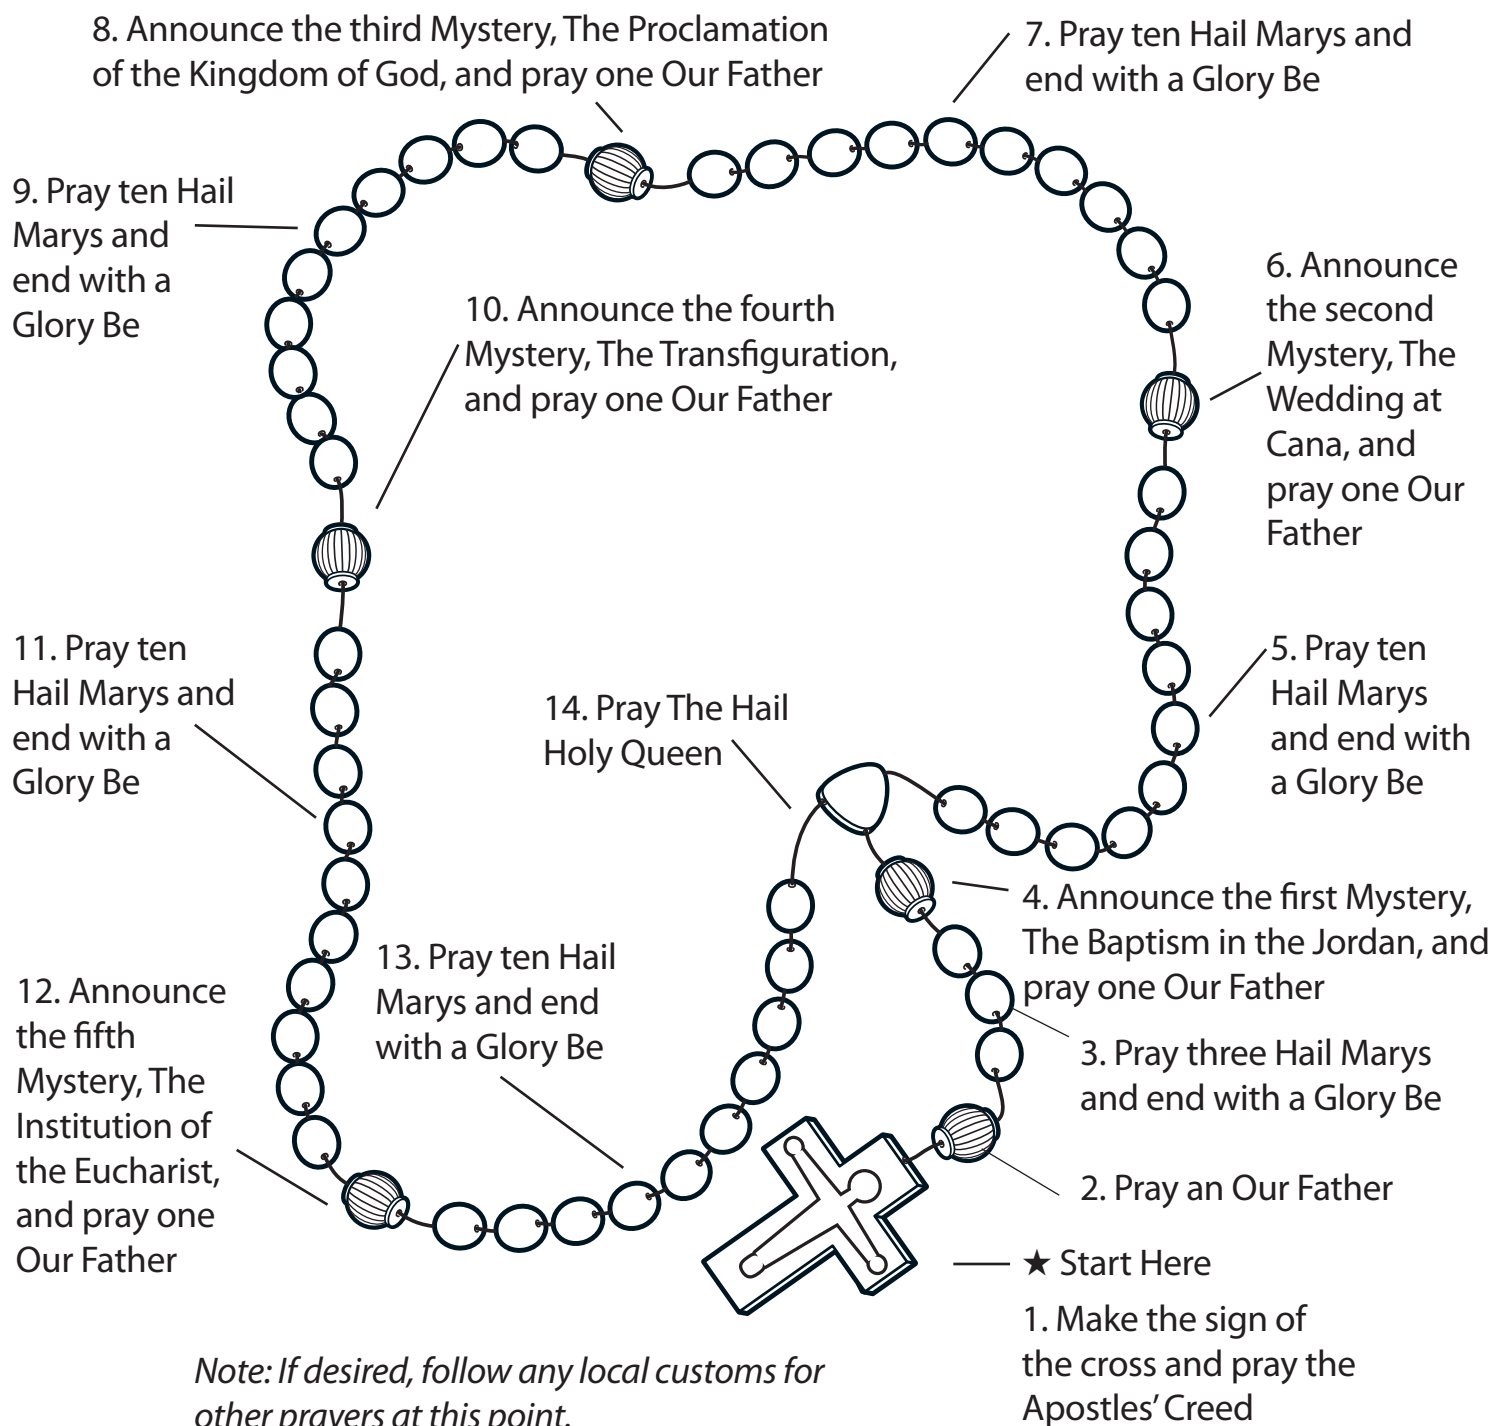 8. Announce the third Mystery, The Proclamation
of the Kingdom of God, and pray one Our Father
7. Pray ten Hail Marys and
end with a Glory Be
9. Pray ten Hail
Marys and
end with a
Glory Be
10. Announce the fourth
Mystery, The Transfiguration,
and pray one Our Father
6. Announce
the second
Mystery, The
Wedding at
Cana, and
pray one Our
Father
11. Pray ten
Hail Marys and
end with a
Glory Be
14. Pray The Hail
Holy Queen
5. Pray ten
Hail Marys
and end with
a Glory Be
4. Announce the first Mystery,
The Baptism in the Jordan, and
pray one Our Father
13. Pray ten Hail
Marys and end
with a Glory Be
12. Announce
the fifth
Mystery, The
Institution of
the Eucharist,
and pray one
Our Father
3. Pray three Hail Marys
and end with a Glory Be
2. Pray an Our Father
★ Start Here
1. Make the sign of
the cross and pray the
Apostles’ Creed
Note: If desired, follow any local customs for
other prayers at this point.